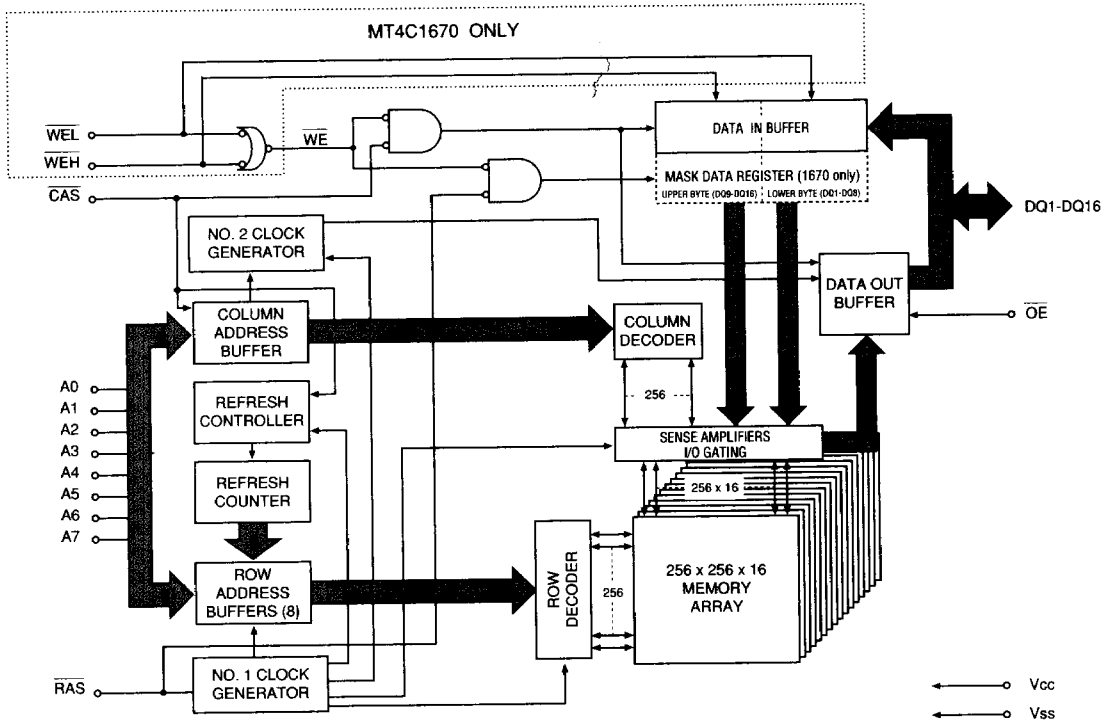 MT4C1670 ONLY
WEL
WEH
WE
CAS
DATA IN BUFFER
MASK DATA REGISTER (1670 only)
UPPER BYTE (DQ9-DQ16)
LOWER BYTE (DQ1-DQ8)
DQ1-DQ16
NO. 2 CLOCK
GENERATOR
DATA OUT
BUFFER
OE
COLUMN
ADDRESS
BUFFER
COLUMN
DECODER
256
A0
A1
A2
A3
A4
A5
A6
A7
REFRESH
CONTROLLER
REFRESH
COUNTER
SENSE AMPLIFIERS
I/O GATING
256 x 16
ROW
ADDRESS
BUFFERS (8)
ROW
DECODER
256
256 x 256 x 16
MEMORY
ARRAY
RAS
NO. 1 CLOCK
GENERATOR
Vcc
Vss